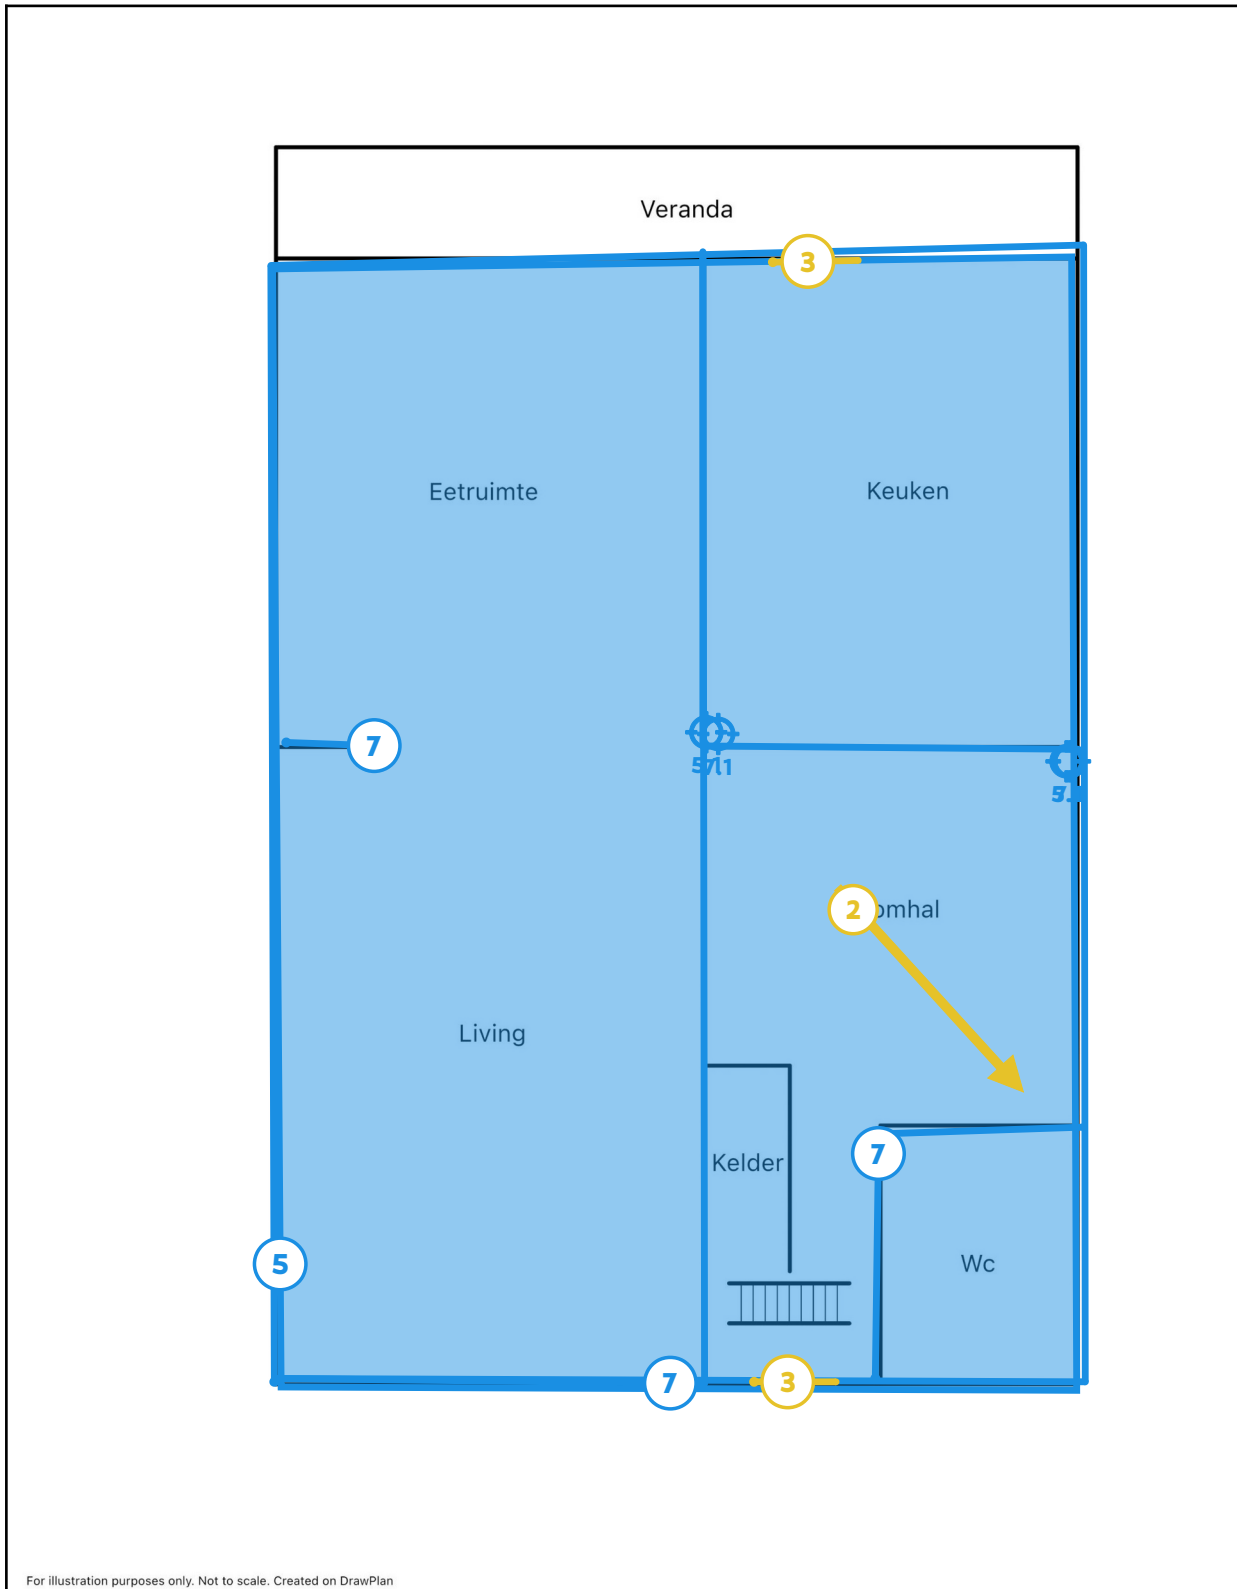 Veranda
3
Eetruimte
Keuken
7
2
Living
7
Kelder
5
Wc
7
3
For illustration purposes only. Not to scale. Created on DrawPlan